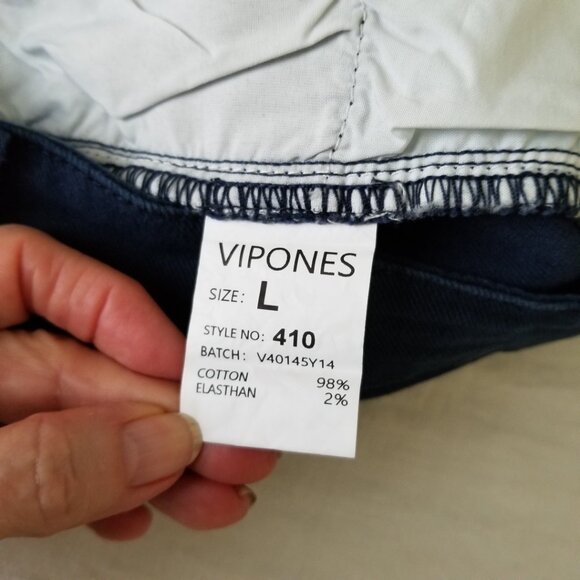 VIPONES
SIZE: L
STYLE NO: 410
BATCH: V40145Y14
COTTON 98%
ELASTHAN 2%